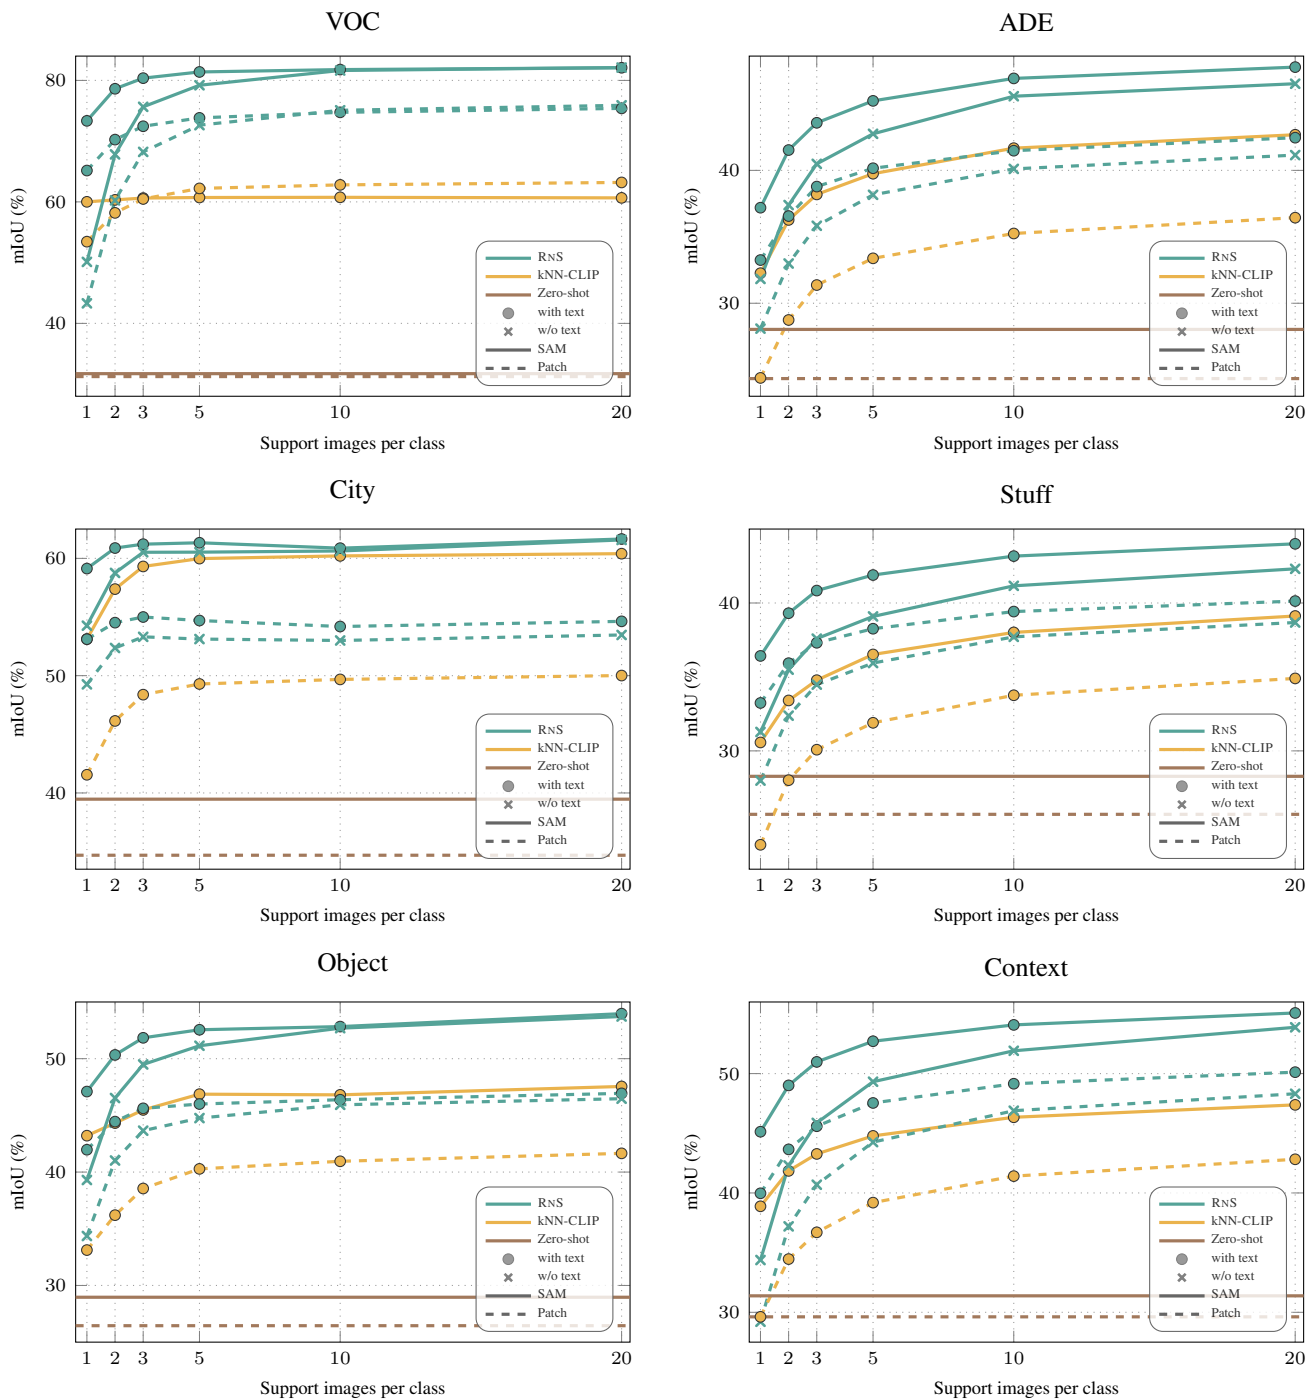 VOC
80
60
40
mIoU (%)
RNS
kNN-CLIP
Zero-shot
with text
w/o text
SAM
Patch
1 2 3 5 10 20
Support images per class
ADE
40
30
mIoU (%)
RNS
kNN-CLIP
Zero-shot
with text
w/o text
SAM
Patch
1 2 3 5 10 20
Support images per class
City
60
50
40
mIoU (%)
RNS
kNN-CLIP
Zero-shot
with text
w/o text
SAM
Patch
1 2 3 5 10 20
Support images per class
Stuff
40
30
mIoU (%)
RNS
kNN-CLIP
Zero-shot
with text
w/o text
SAM
Patch
1 2 3 5 10 20
Support images per class
Object
50
40
30
mIoU (%)
RNS
kNN-CLIP
Zero-shot
with text
w/o text
SAM
Patch
1 2 3 5 10 20
Support images per class
Context
50
40
30
mIoU (%)
RNS
kNN-CLIP
Zero-shot
with text
w/o text
SAM
Patch
1 2 3 5 10 20
Support images per class